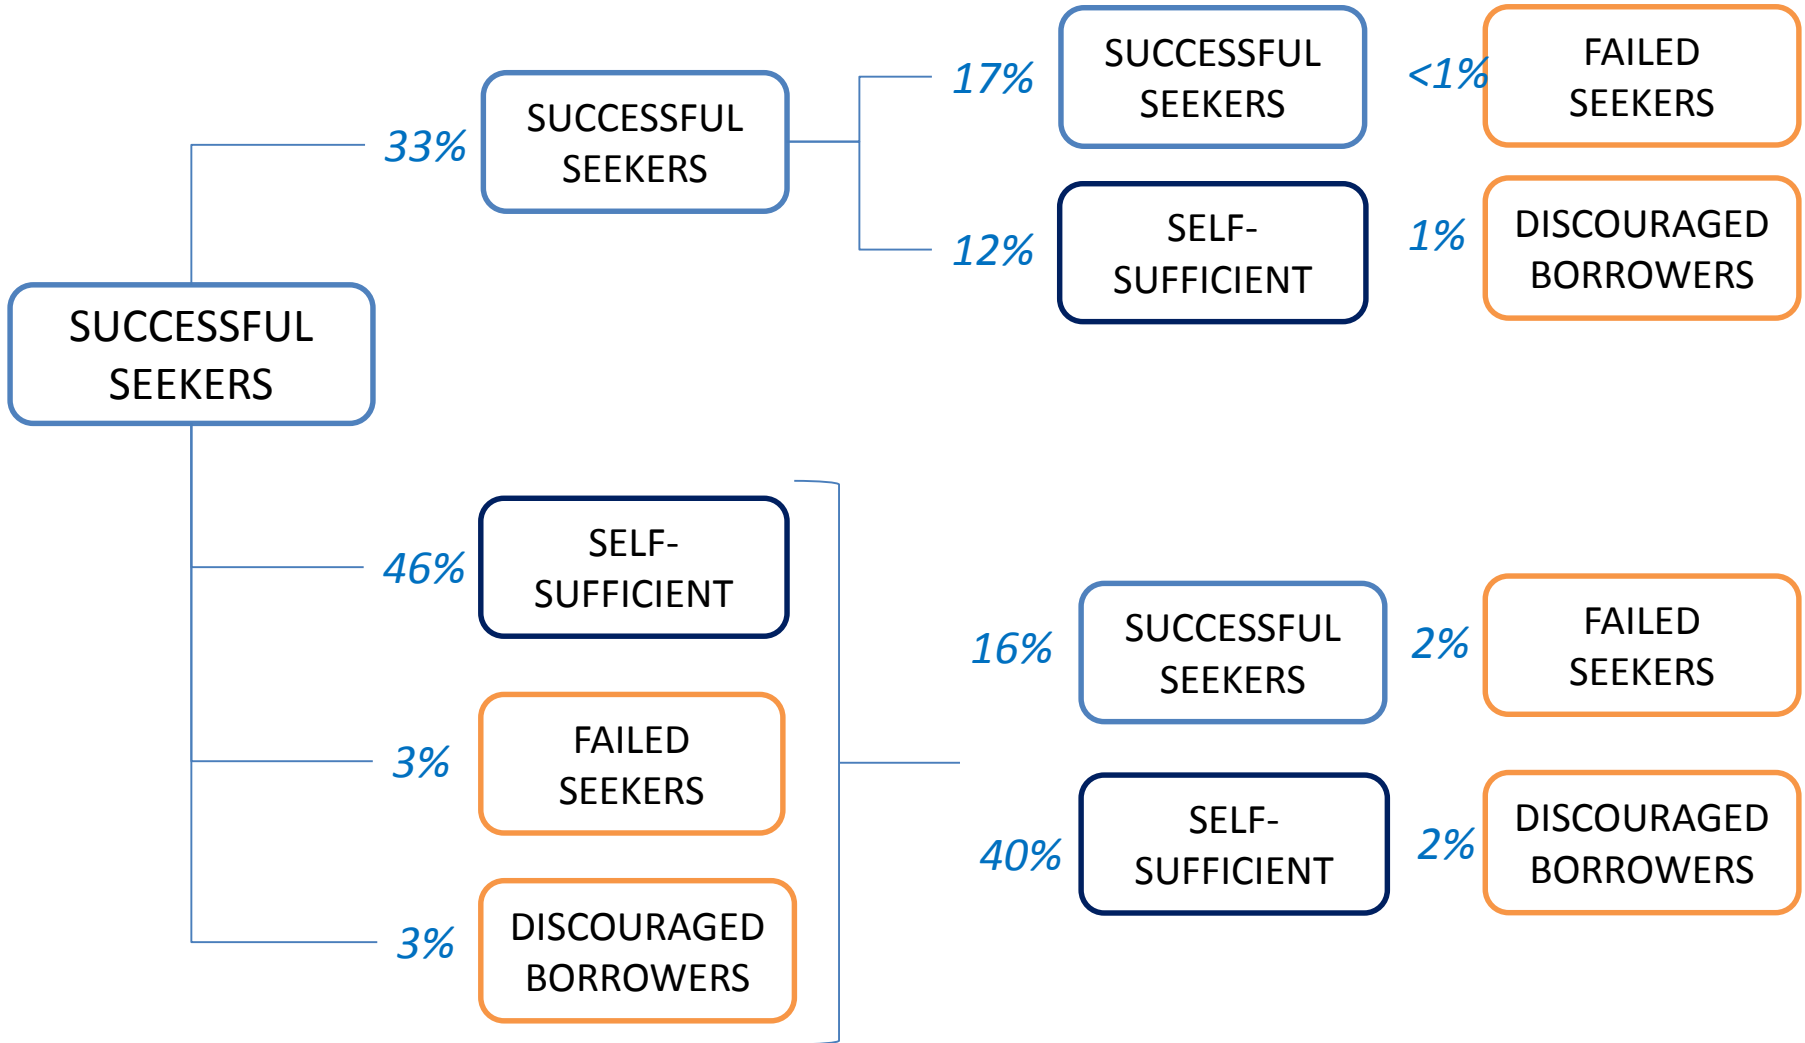 SUCCESSFUL
SEEKERS
33%
SUCCESSFUL
SEEKERS
17%
SUCCESSFUL
SEEKERS
<1%
FAILED
SEEKERS
12%
SELF-
SUFFICIENT
1%
DISCOURAGED
BORROWERS
46%
SELF-
SUFFICIENT
3%
FAILED
SEEKERS
3%
DISCOURAGED
BORROWERS
16%
SUCCESSFUL
SEEKERS
2%
FAILED
SEEKERS
40%
SELF-
SUFFICIENT
2%
DISCOURAGED
BORROWERS